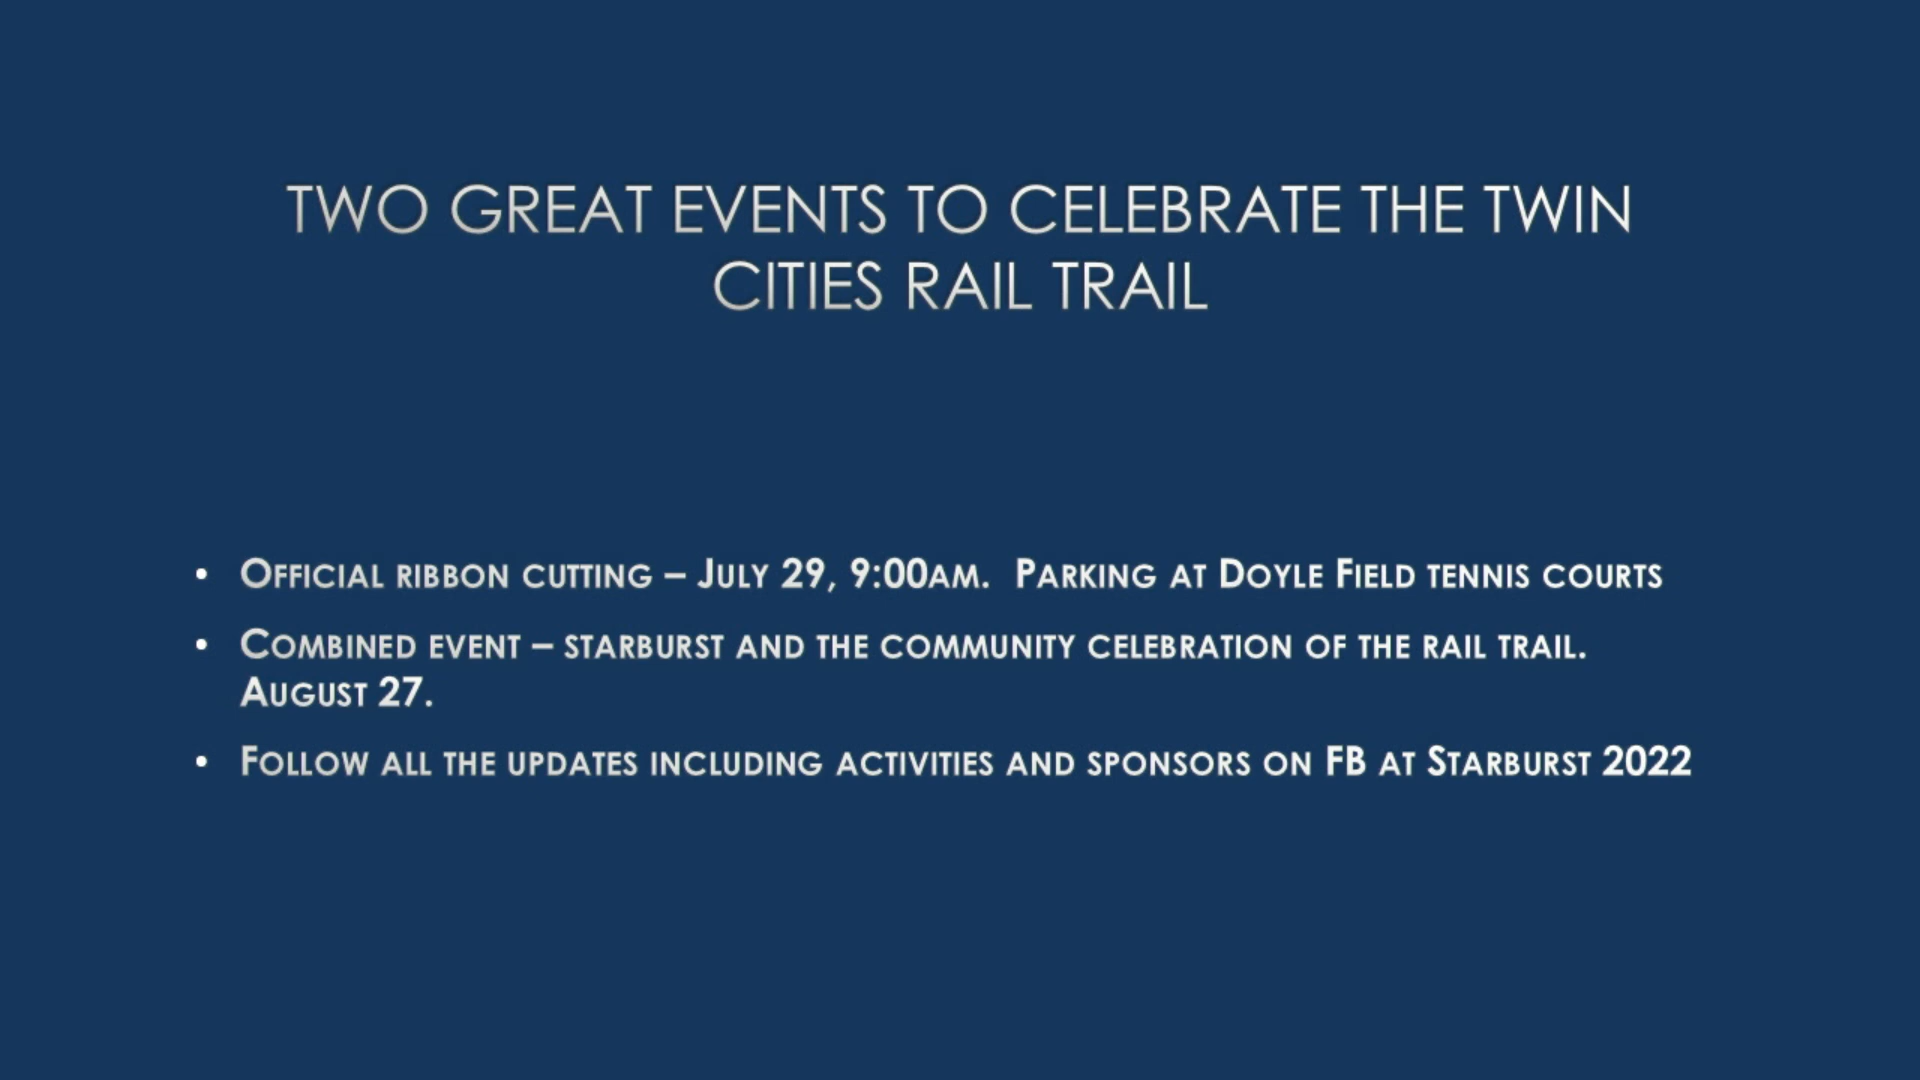 TWO GREAT EVENTS TO CELEBRATE THE TWIN
CITIES RAIL TRAIL
• Official ribbon cutting – July 29, 9:00am.  Parking at Doyle Field tennis courts
• Combined event – starburst and the community celebration of the rail trail.
August 27.
• Follow all the updates including activities and sponsors on FB at Starburst 2022